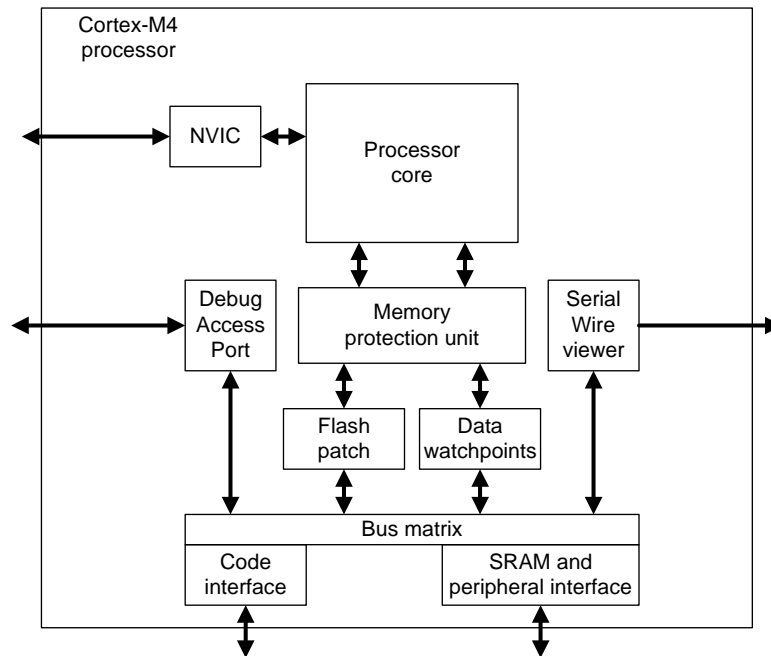 Cortex-M4
processor
NVIC
Processor
core
Debug
Access
Port
Memory
protection unit
Serial
Wire
viewer
Flash
patch
Data
watchpoints
Bus matrix
Code
interface
SRAM and
peripheral interface